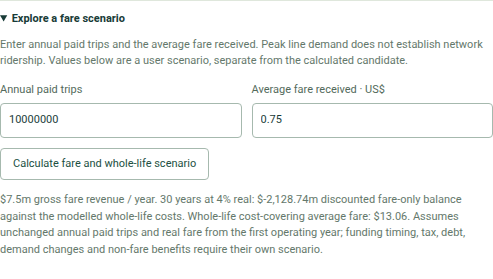 ▼ Explore a fare scenario
Enter annual paid trips and the average fare received. Peak line demand does not establish network
ridership. Values below are a user scenario, separate from the calculated candidate.
Annual paid trips
Average fare received · US$
10000000
0.75
Calculate fare and whole-life scenario
$7.5m gross fare revenue / year. 30 years at 4% real: $-2,128.74m discounted fare-only balance
against the modelled whole-life costs. Whole-life cost-covering average fare: $13.06. Assumes
unchanged annual paid trips and real fare from the first operating year; funding timing, tax, debt,
demand changes and non-fare benefits require their own scenario.